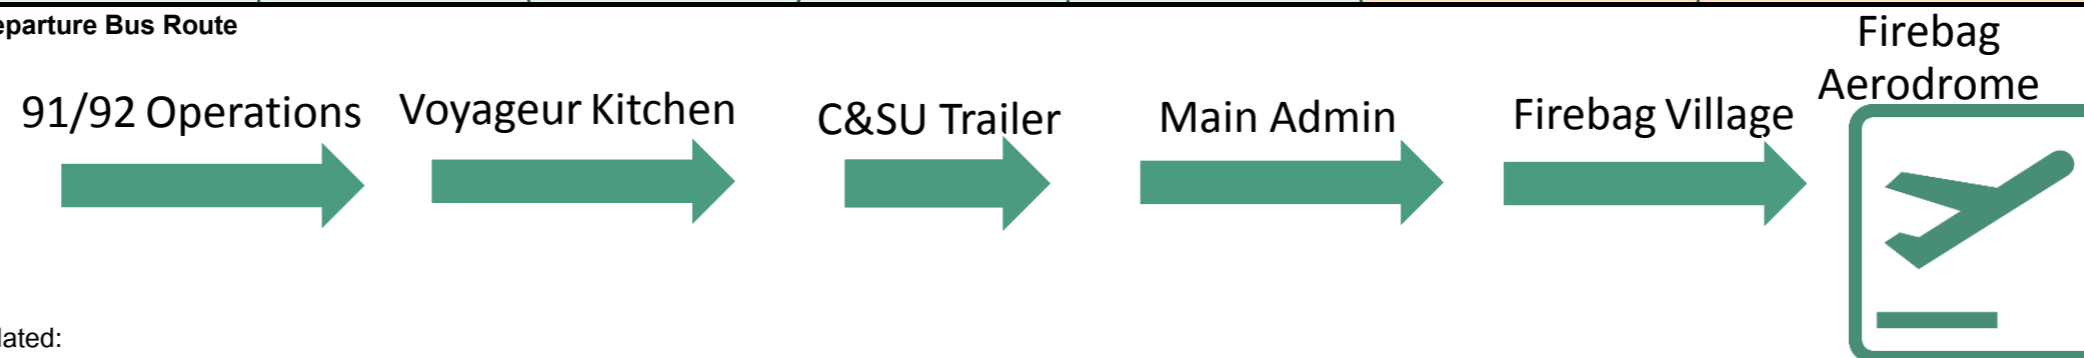 eparture Bus Route
91/92 Operations
Voyageur Kitchen
C&SU Trailer
Main Admin
Firebag Village
Firebag
Aerodrome
lated: